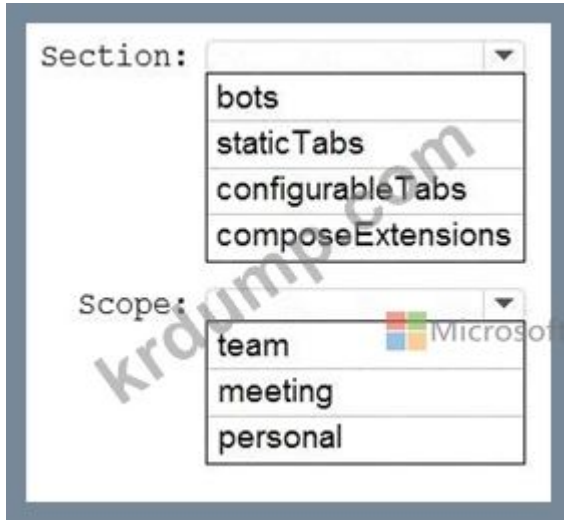 Section:
bots
staticTabs
configurableTabs
composeExtensions
Scope:
team
meeting
personal
Microsoft
krdump.com